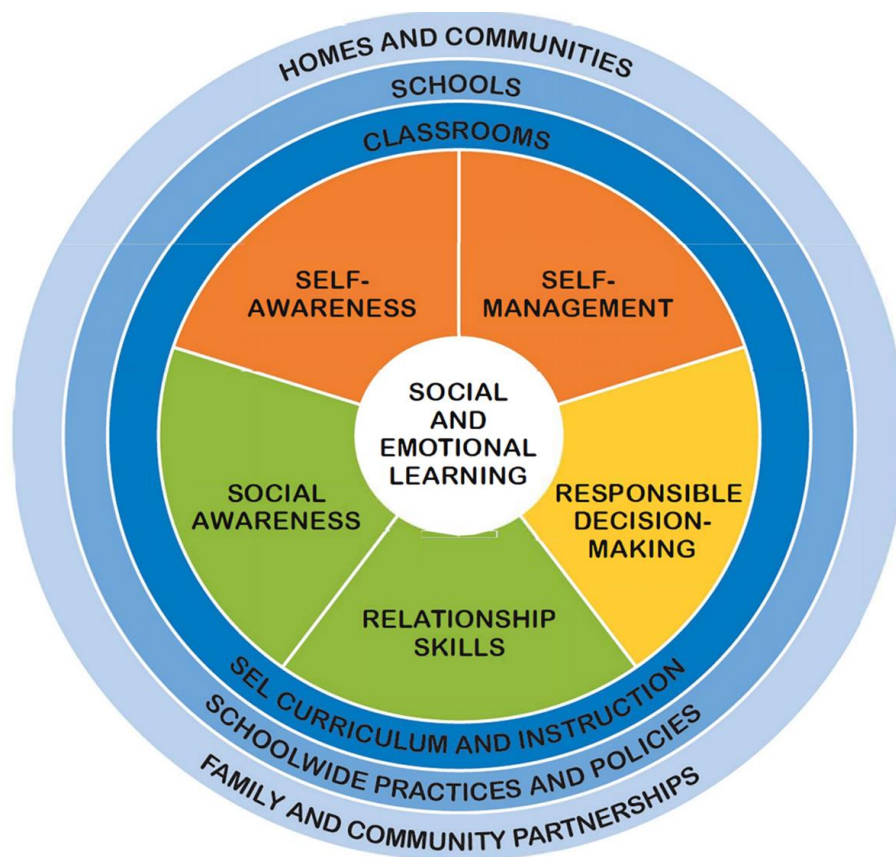 HOMES AND COMMUNITIES
SCHOOLS
CLASSROOMS
SELF-
AWARENESS
SELF-
MANAGEMENT
SOCIAL
AND
EMOTIONAL
LEARNING
SOCIAL
AWARENESS
RESPONSIBLE
DECISION-
MAKING
RELATIONSHIP
SKILLS
SEL CURRICULUM AND INSTRUCTION
SCHOOLWIDE PRACTICES AND POLICIES
FAMILY AND COMMUNITY PARTNERSHIPS